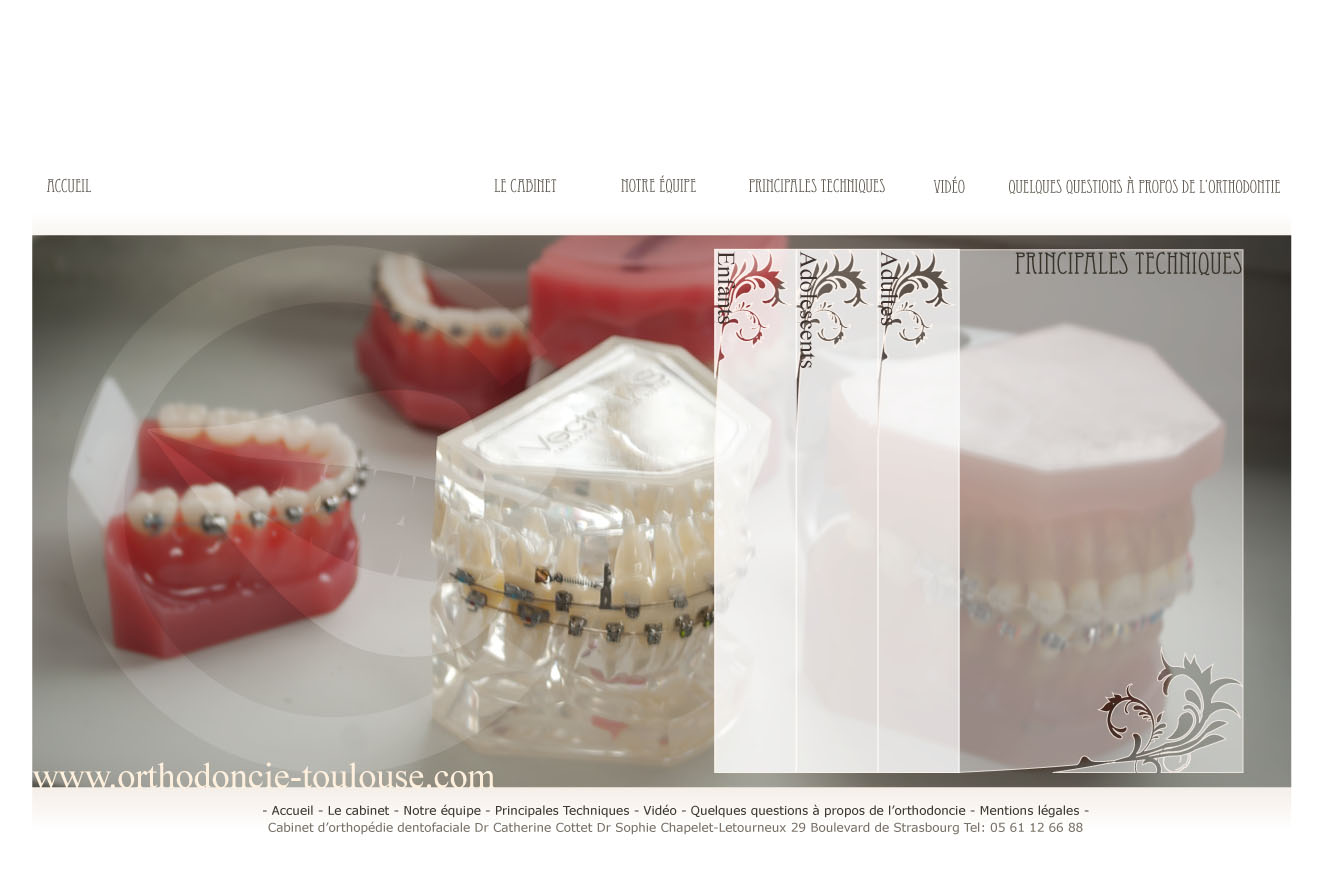 ACCUEIL
LE CABINET
NOTRE ÉQUIPE
PRINCIPALES TECHNIQUES
VIDÉO
QUELQUES QUESTIONS À PROPOS DE L'ORTHODONTIE
Enfants
Adolescents
Adultes
PRINCIPALES TECHNIQUES
www.orthodoncie-toulouse.com
- Accueil - Le cabinet - Notre équipe - Principales Techniques - Vidéo - Quelques questions à propos de l’orthodoncie - Mentions légales -
Cabinet d’orthopédie dentofaciale Dr Catherine Cottet Dr Sophie Chapelet-Letourneux 29 Boulevard de Strasbourg Tel: 05 61 12 66 88